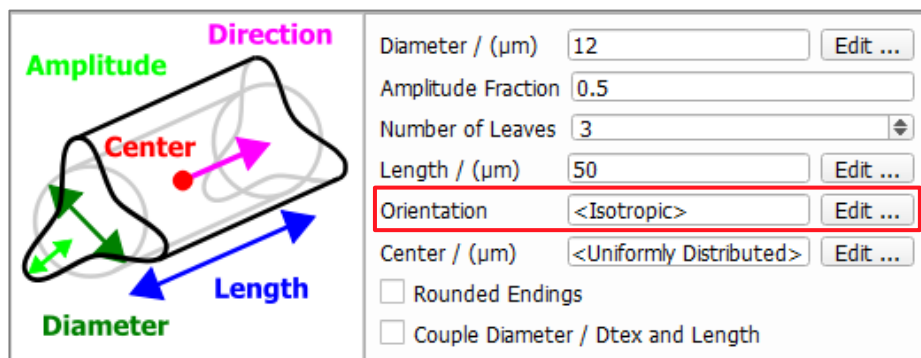 Direction
Amplitude
Center
Length
Diameter
Diameter / (µm) 12 Edit ...
Amplitude Fraction 0.5
Number of Leaves 3
Length / (µm) 50 Edit ...
Orientation <Isotropic> Edit ...
Center / (µm) <Uniformly Distributed> Edit ...
Rounded Endings
Couple Diameter / Dtex and Length